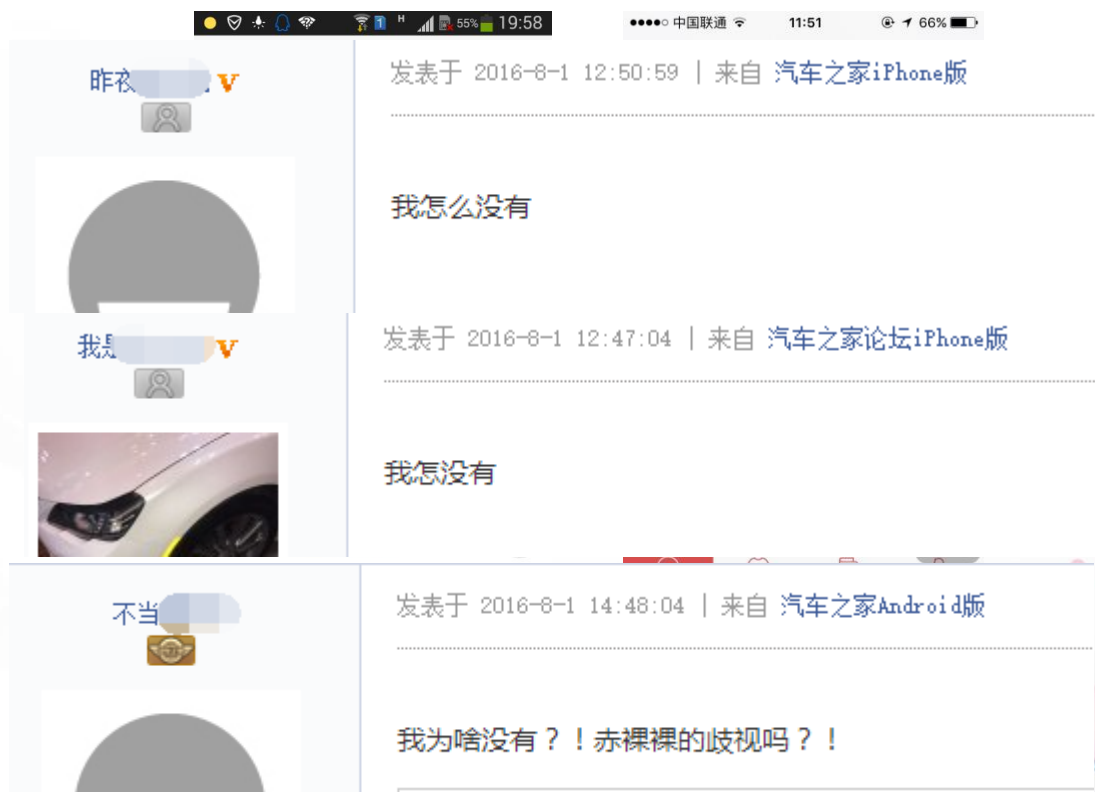 55% 19:58
中国联通 11:51 66%
昨夜
发表于 2016-8-1 12:50:59 | 来自 汽车之家iPhone版
我怎么没有
我是
发表于 2016-8-1 12:47:04 | 来自 汽车之家论坛iPhone版
我怎没有
不当
发表于 2016-8-1 14:48:04 | 来自 汽车之家Android版
我为啥没有？！赤裸裸的歧视吗？！